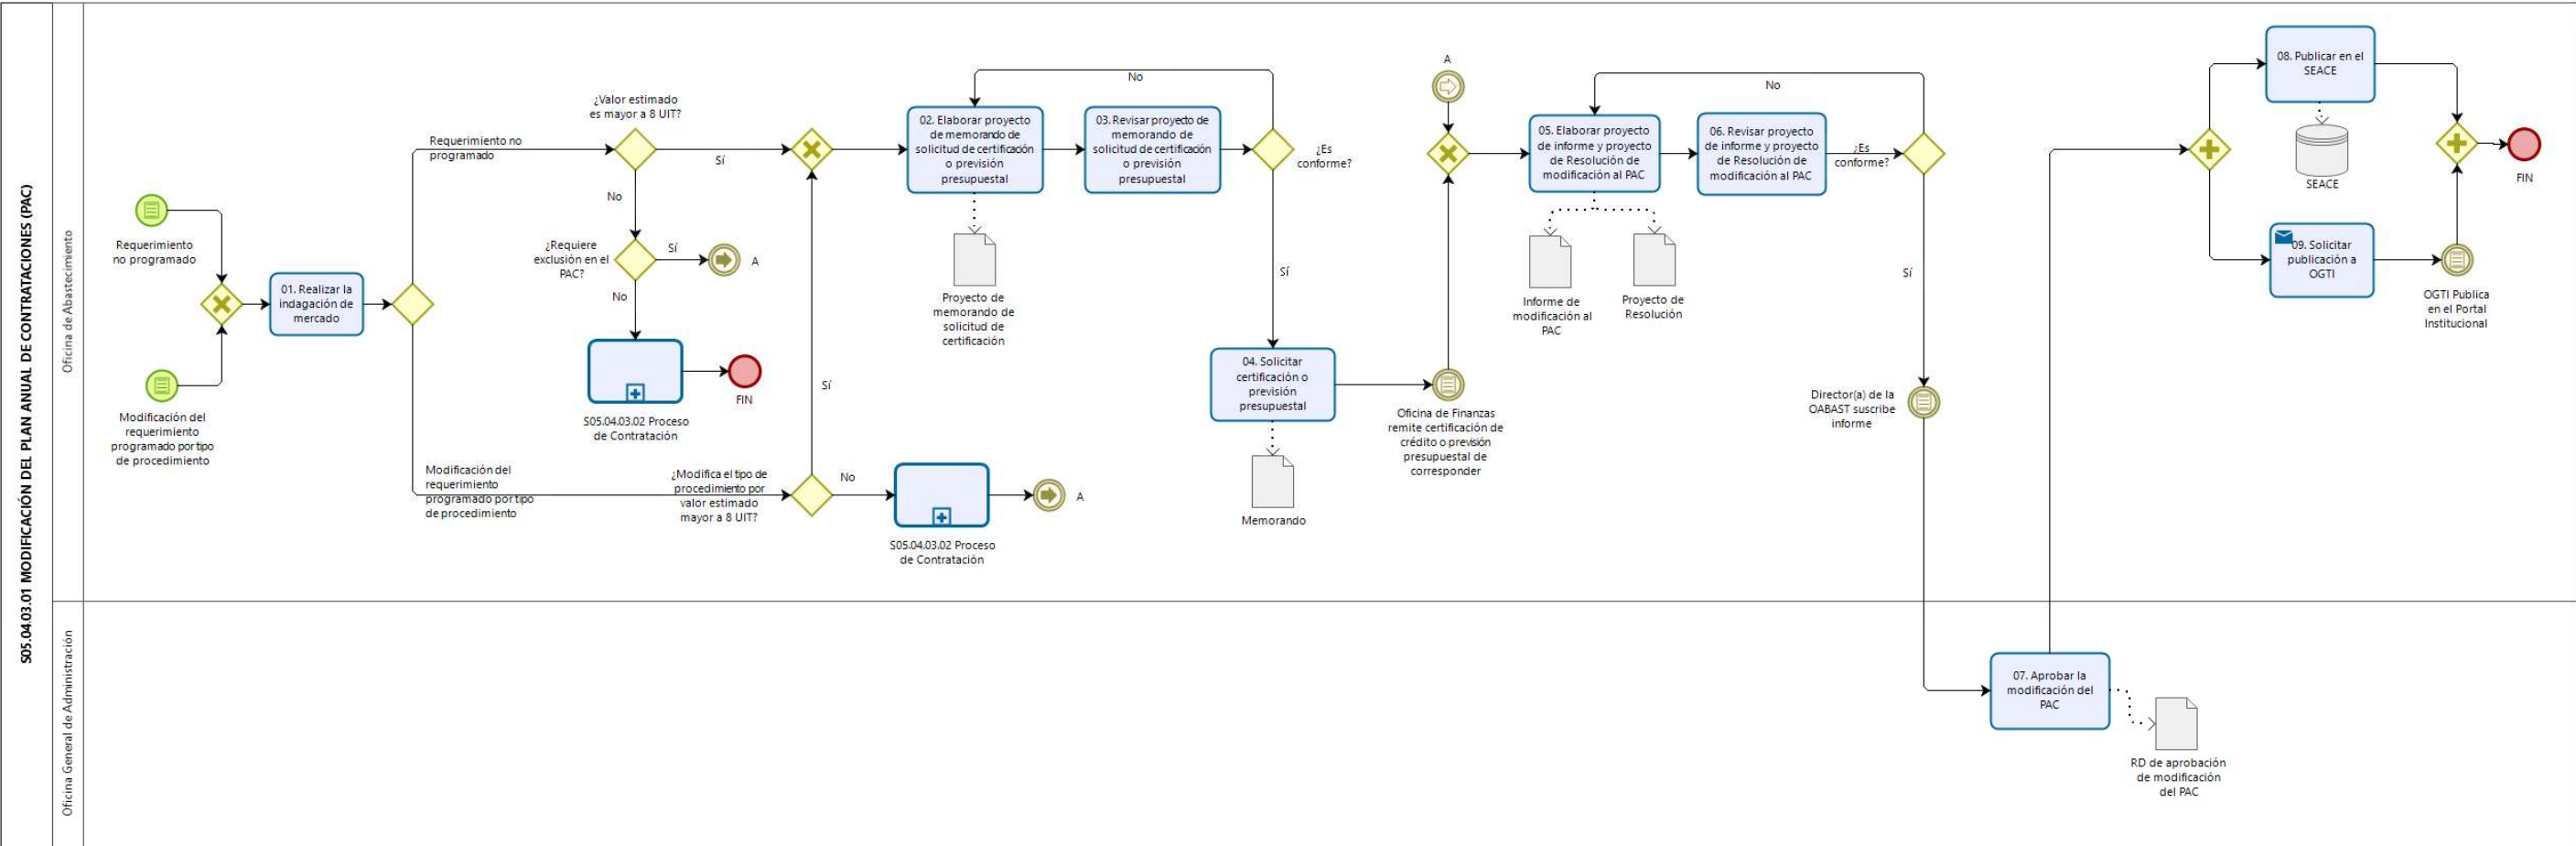 S05.04.03.01 MODIFICACIÓN DEL PLAN ANUAL DE CONTRATACIONES (PAC)
Oficina de Abastecimiento
Requerimiento
no programado
Modificación del
requerimiento
programado por tipo
de procedimiento
01. Realizar la
indagación de
mercado
Requerimiento no
programado
¿Valor estimado
es mayor a 8 UIT?
Sí
No
¿Requiere
exclusión en el
PAC?
Sí
A
No
S05.04.03.02 Proceso
de Contratación
FIN
Modificación del
requerimiento
programado por tipo
de procedimiento
¿Modifica el tipo de
procedimiento por
valor estimado
mayor a 8 UIT?
Sí
No
S05.04.03.02 Proceso
de Contratación
A
02. Elaborar proyecto
de memorando de
solicitud de certificación
o previsión
presupuestal
Proyecto de
memorando de
solicitud de
certificación
03. Revisar proyecto de
memorando de
solicitud de certificación
o previsión
presupuestal
No
¿Es
conforme?
Sí
04. Solicitar
certificación o
previsión
presupuestal
Memorando
Oficina de Finanzas
remite certificación de
crédito o previsión
presupuestal de
corresponder
A
05. Elaborar proyecto
de informe y proyecto
de Resolución de
modificación al PAC
Informe de
modificación al
PAC
Proyecto de
Resolución
06. Revisar proyecto
de informe y proyecto
de Resolución de
modificación al PAC
No
¿Es
conforme?
Sí
Director(a) de la
OABAST suscribe
informe
08. Publicar en el
SEACE
SEACE
09. Solicitar
publicación a
OGTI
OGTI Publica
en el Portal
Institucional
FIN
Oficina General de Administración
07. Aprobar la
modificación del
PAC
RD de aprobación
de modificación
del PAC